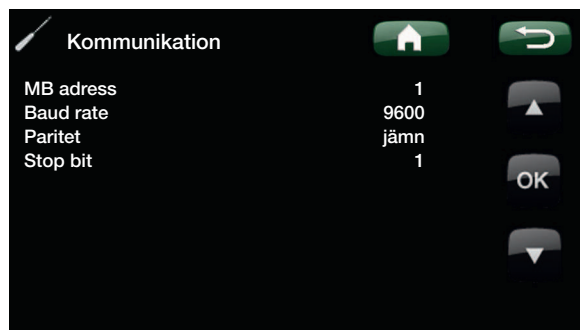 Kommunikation
MB adress 1
Baud rate 9600
Paritet jämn
Stop bit 1
OK